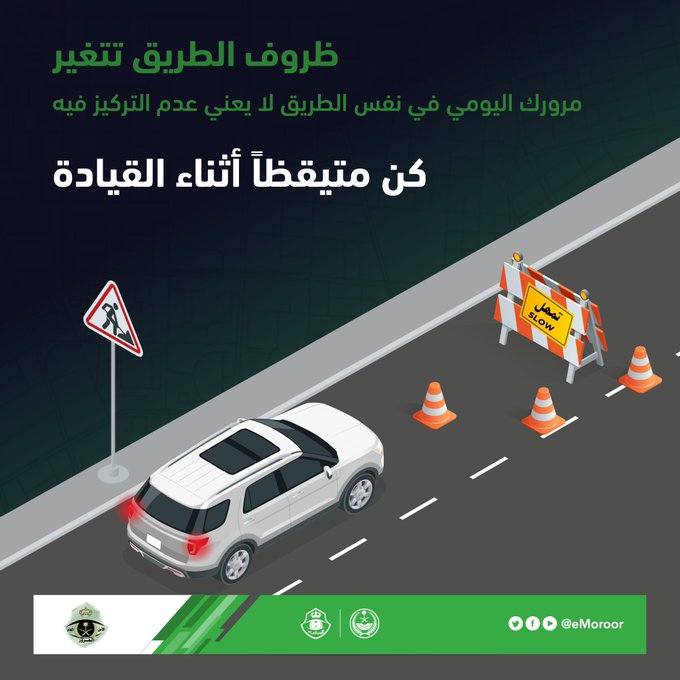 ظروف الطريق تتغير
مرورك اليومي في نفس الطريق لا يعني عدم التركيز فيه
كن متيقظاً أثناء القيادة
تمهل
SLOW
@eMoroor